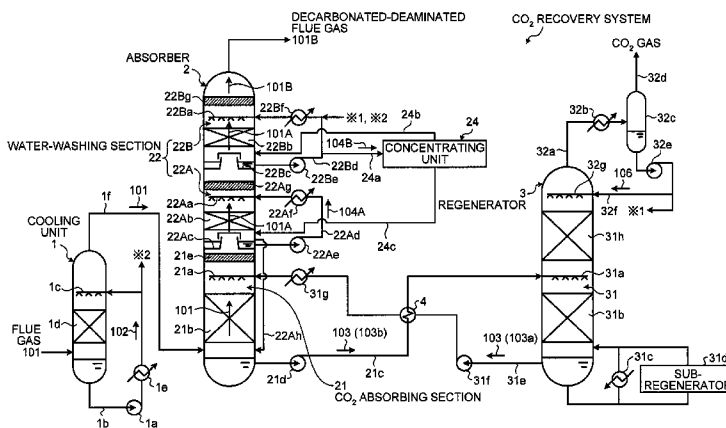 DECARBONATED-DEAMINATED
FLUE GAS
101B
CO2 RECOVERY SYSTEM
CO2 GAS
ABSORBER
2
101B
32d
22Bg
22Ba
22Bf
※1, ※2
24b
24
32b
32c
32e
WATER-WASHING SECTION
22
22B
22A
101A
22Bb
104B
24a
CONCENTRATING
UNIT
32a
22Bc
22Bd
22Be
3
32g
106
32f
※1
22Ag
REGENERATOR
1f
101
22Aa
22Af
104A
22Ab
101A
22Ad
24c
31h
COOLING
UNIT
1
22Ac
22Ae
※2
21e
21a
31g
4
31a
31
1c
1d
102
101
21b
22Ah
31b
FLUE
GAS
101
103 (103b)
103 (103a)
31c
31d
1e
21d
21c
31f
31e
SUB-
REGENERATOR
21
CO2 ABSORBING SECTION
1b
1a